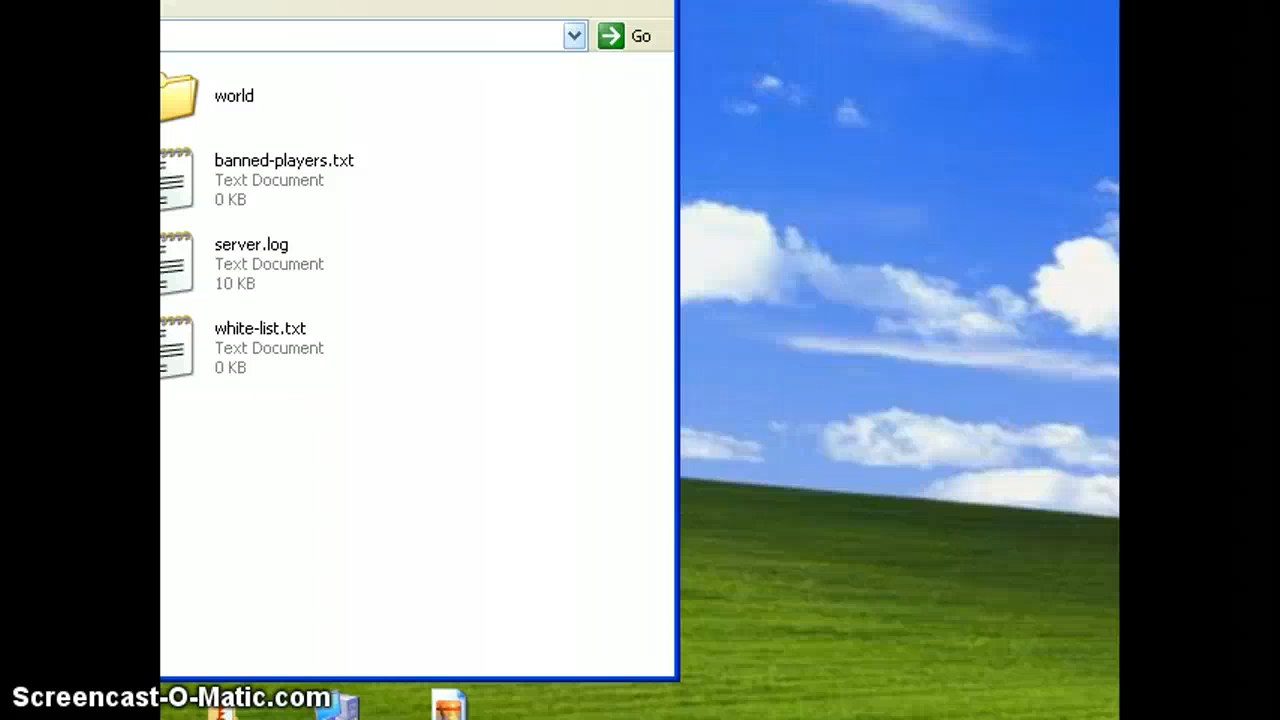 Go
world
banned-players.txt
Text Document
0 KB
server.log
Text Document
10 KB
white-list.txt
Text Document
0 KB
Screencast-O-Matic.com